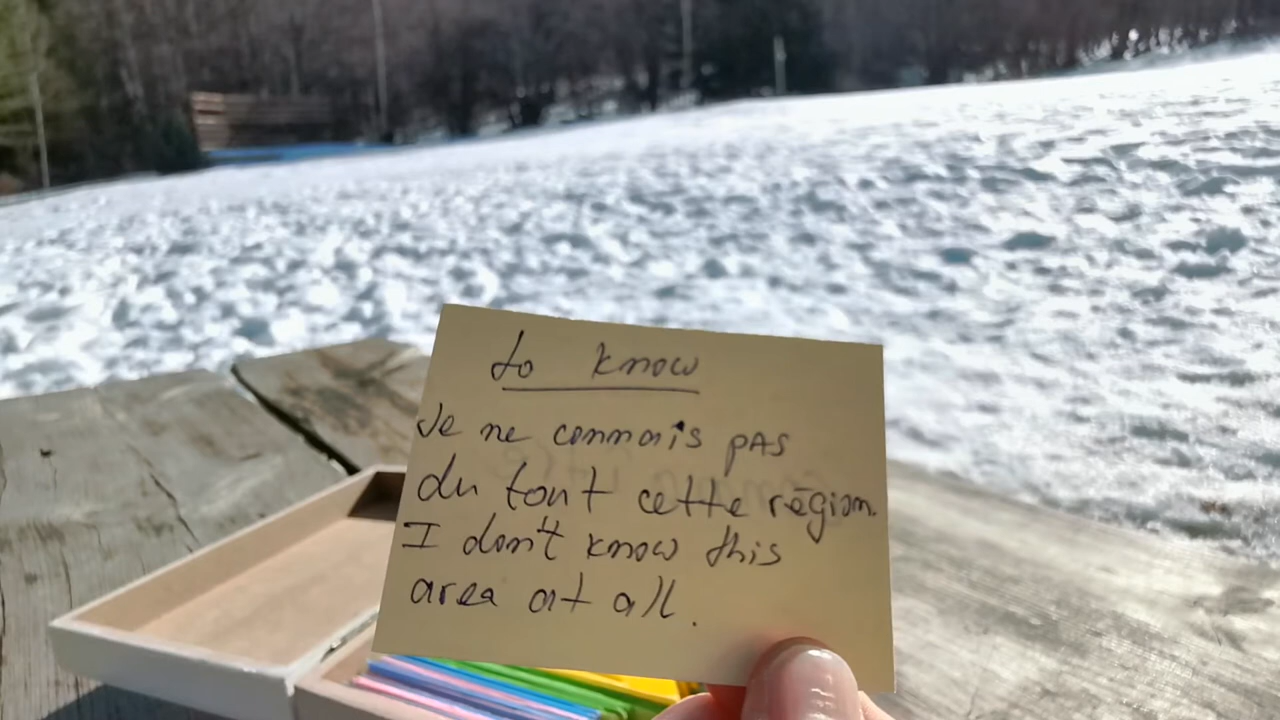 to know
Je ne connais pas
du tout cette région.
I don't know this
area at all.